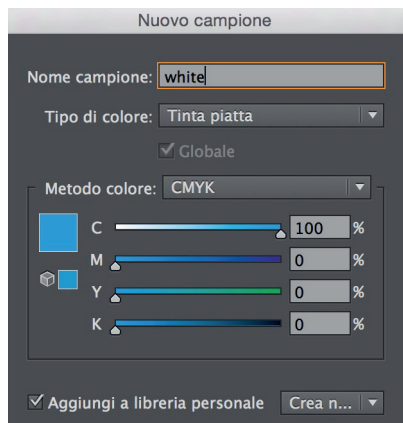 Nuovo campione
Nome campione: white
Tipo di colore: Tinta piatta
Globale
Metodo colore: CMYK
C 100 %
M 0 %
Y 0 %
K 0 %
Aggiungi a libreria personale Crea n...